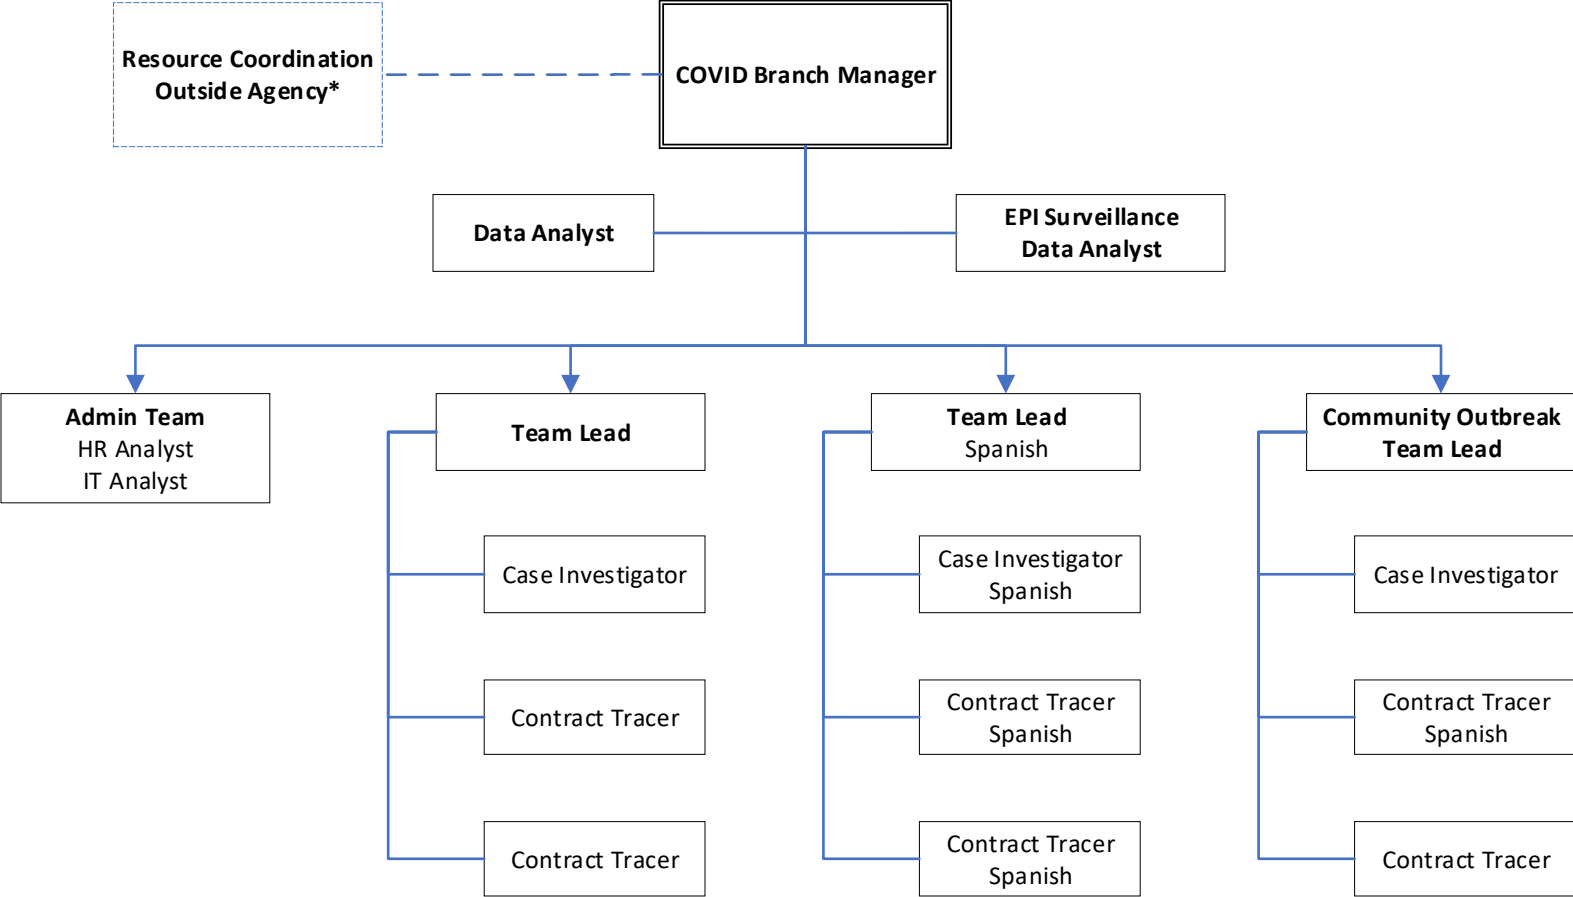 Resource Coordination
Outside Agency*
COVID Branch Manager
Data Analyst
EPI Surveillance
Data Analyst
Admin Team
HR Analyst
IT Analyst
Team Lead
Team Lead
Spanish
Community Outbreak
Team Lead
Case Investigator
Case Investigator
Spanish
Case Investigator
Contract Tracer
Contract Tracer
Spanish
Contract Tracer
Spanish
Contract Tracer
Contract Tracer
Spanish
Contract Tracer